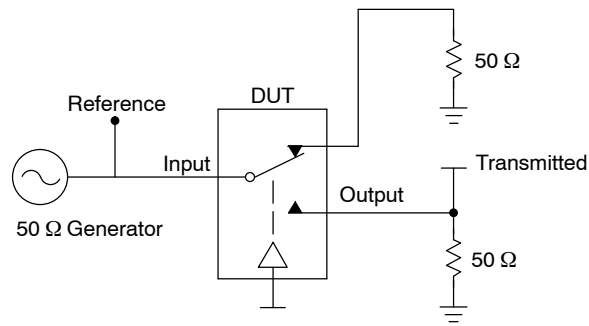 50 Ω
Reference
DUT
Input
Transmitted
Output
50 Ω Generator
50 Ω